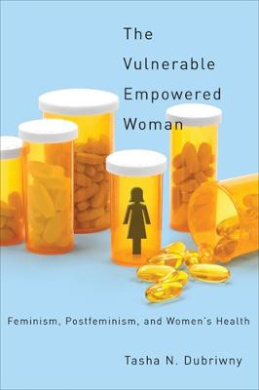 The
Vulnerable
Empowered
Woman
Feminism, Postfeminism, and Women's Health
Tasha N. Dubriwny